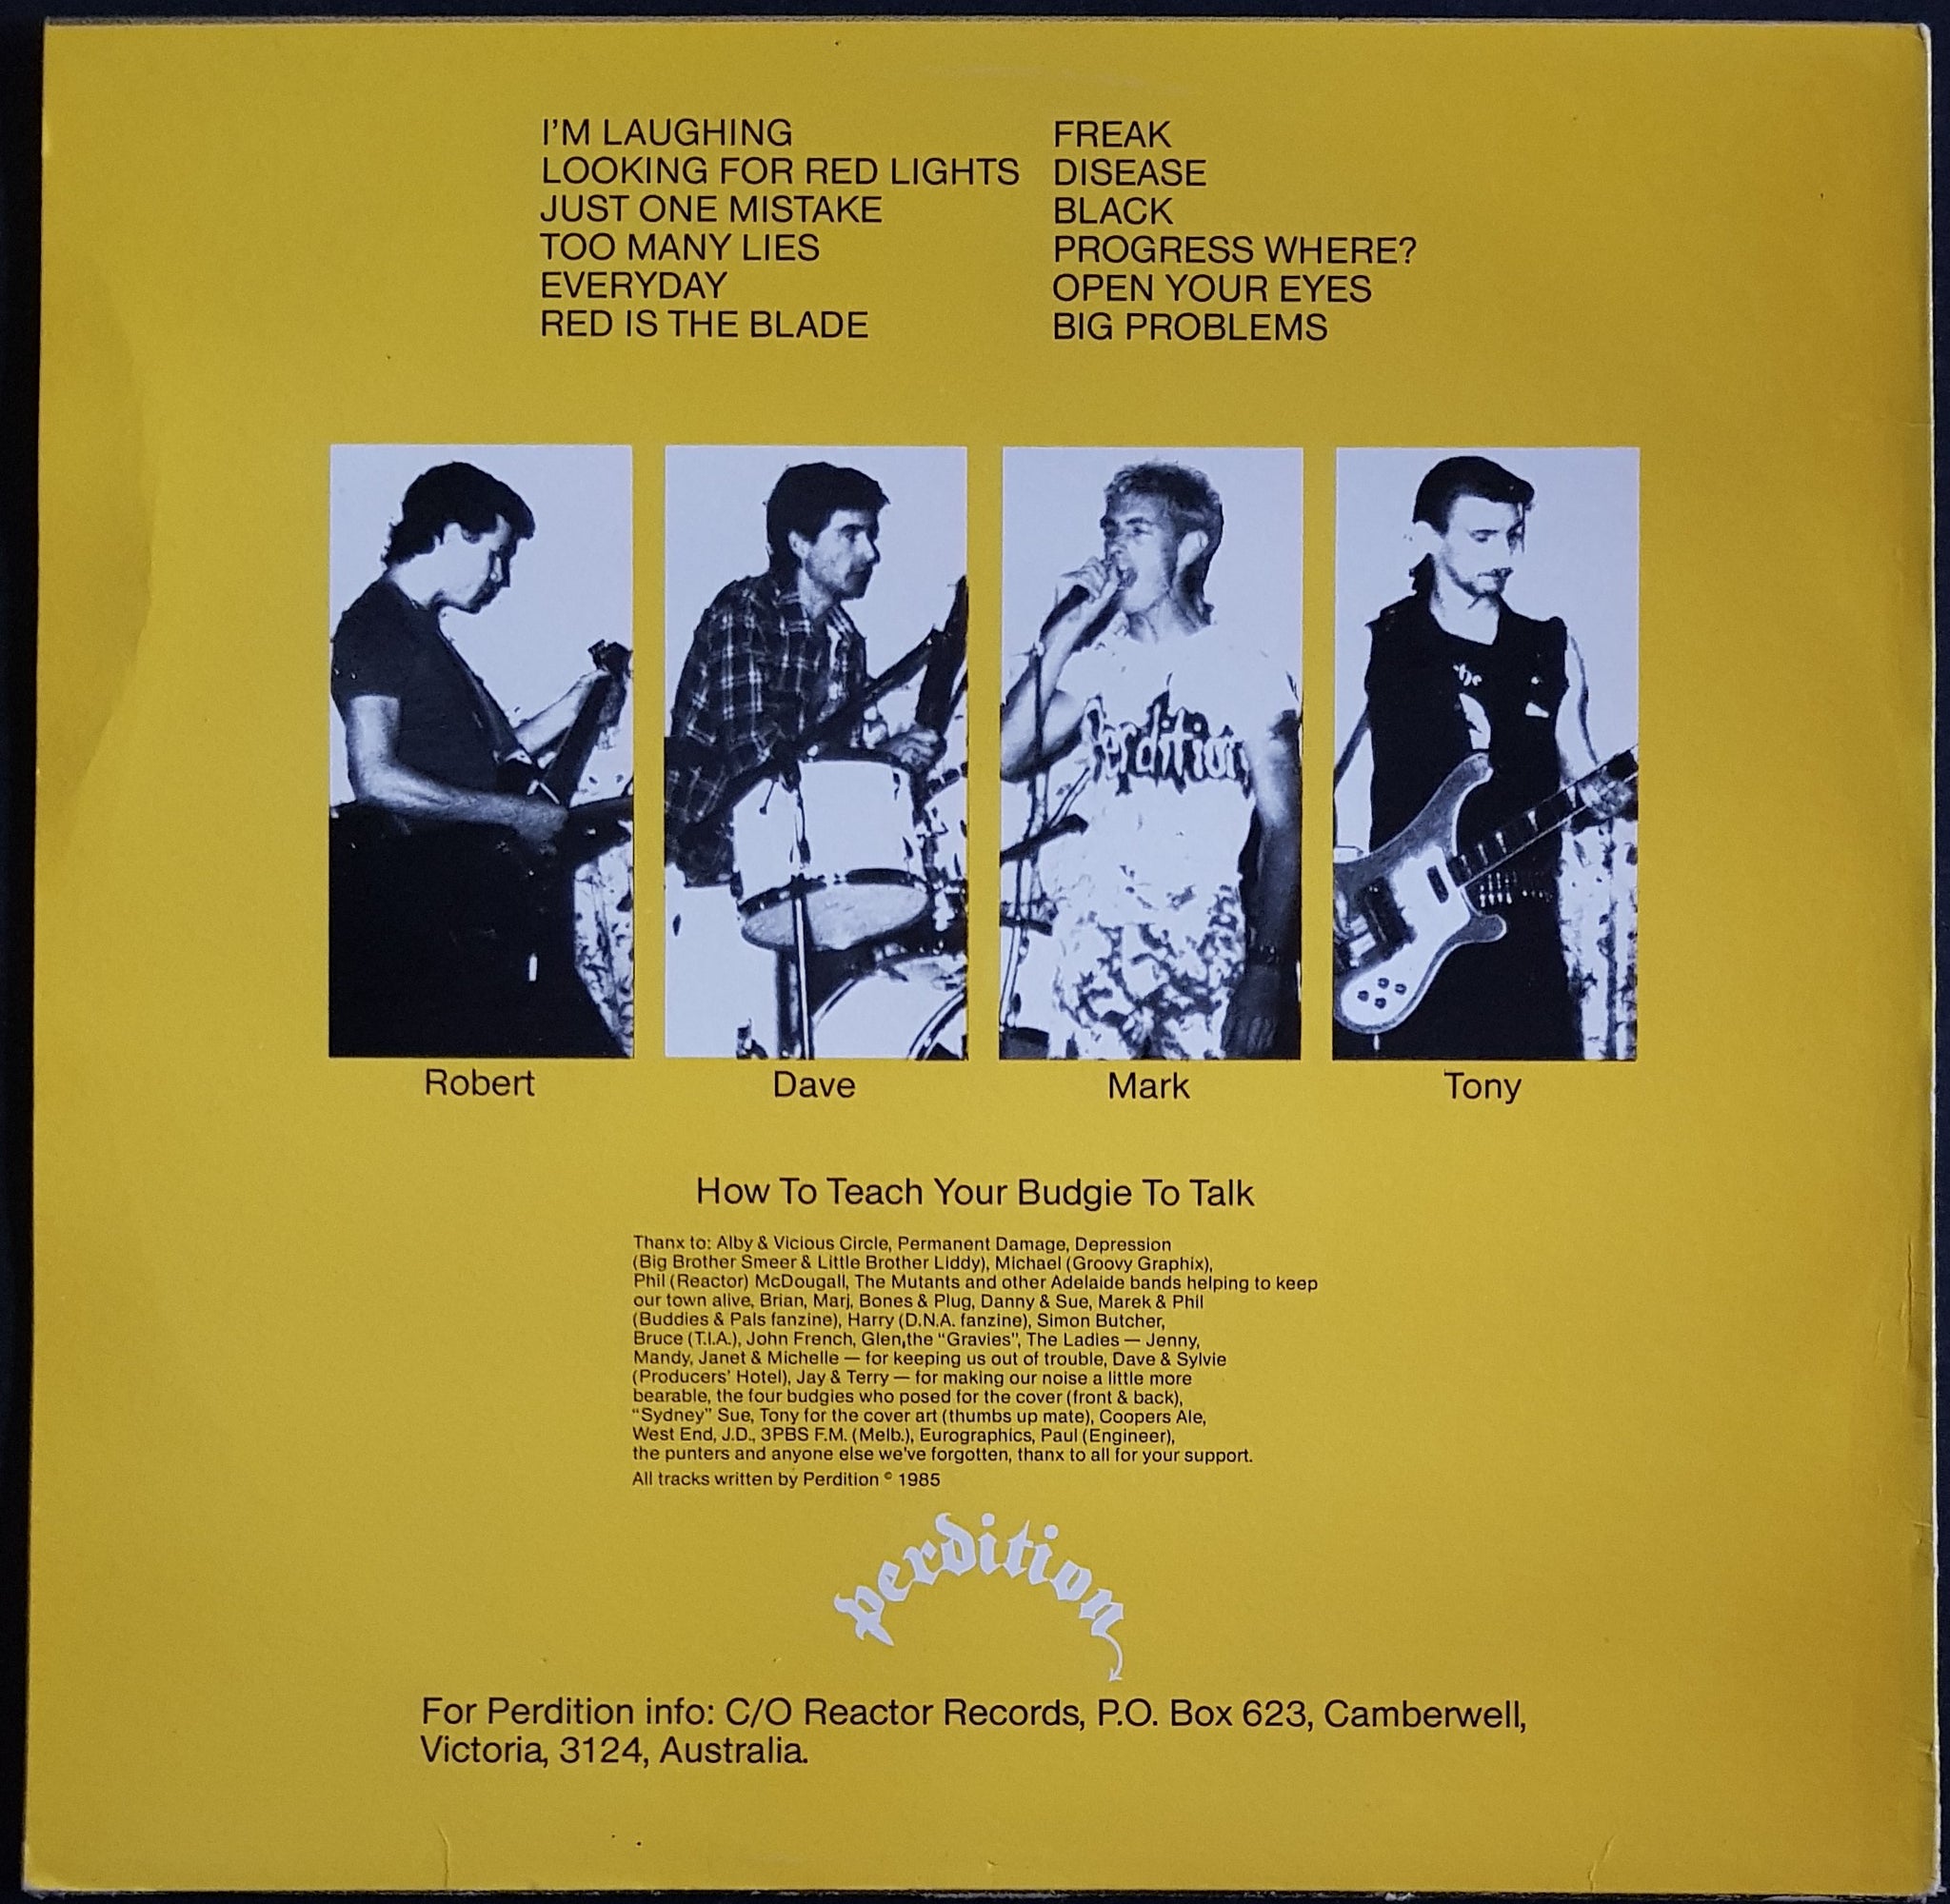 I'M LAUGHING
LOOKING FOR RED LIGHTS
JUST ONE MISTAKE
TOO MANY LIES
EVERYDAY
RED IS THE BLADE
FREAK
DISEASE
BLACK
PROGRESS WHERE?
OPEN YOUR EYES
BIG PROBLEMS
Perdition
the
Robert
Dave
Mark
Tony
How To Teach Your Budgie To Talk
Thanx to: Alby & Vicious Circle, Permanent Damage, Depression
(Big Brother Smeer & Little Brother Liddy), Michael (Groovy Graphix),
Phil (Reactor) McDougall, The Mutants and other Adelaide bands helping to keep
our town alive, Brian, Marj, Bones & Plug, Danny & Sue, Marek & Phil
(Buddies & Pals fanzine), Harry (D.N.A. fanzine), Simon Butcher,
Bruce (T.I.A.), John French, Glen,the “Gravies”, The Ladies — Jenny,
Mandy, Janet & Michelle — for keeping us out of trouble, Dave & Sylvie
(Producers' Hotel), Jay & Terry — for making our noise a little more
bearable, the four budgies who posed for the cover (front & back),
“Sydney” Sue, Tony for the cover art (thumbs up mate), Coopers Ale,
West End, J.D., 3PBS F.M. (Melb.), Eurographics, Paul (Engineer),
the punters and anyone else we've forgotten, thanx to all for your support.
All tracks written by Perdition © 1985
perdition
For Perdition info: C/O Reactor Records, P.O. Box 623, Camberwell,
Victoria, 3124, Australia.